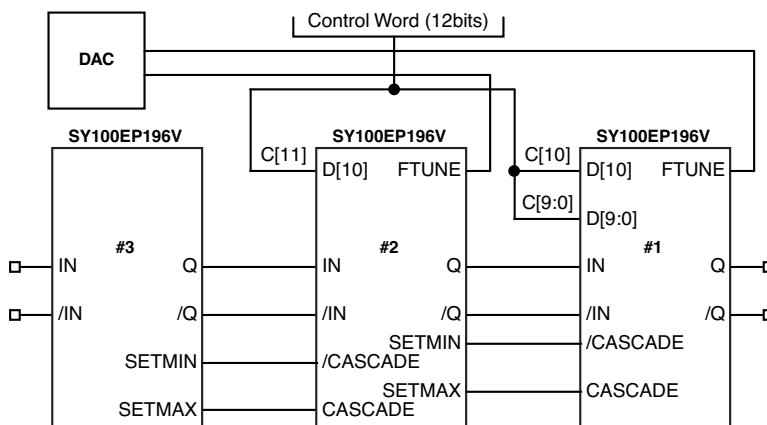 Control Word (12bits)
DAC
SY100EP196V SY100EP196V SY100EP196V
C[11] D[10] FTUNE C[10] D[10] FTUNE
C[9:0] D[9:0]
#3 #2 #1
IN Q IN Q IN Q
/IN /Q /IN /Q /IN /Q
SETMIN /CASCADE
SETMIN /CASCADE
SETMAX CASCADE
SETMAX CASCADE